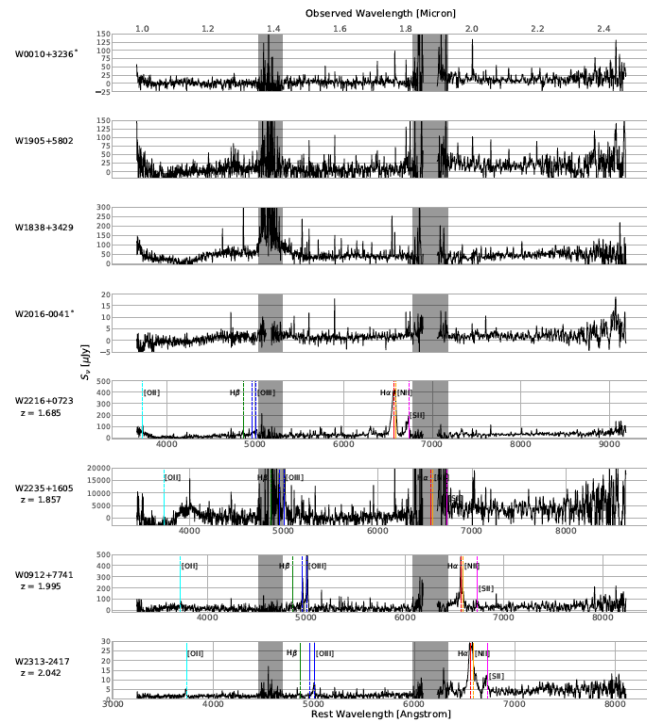 Observed Wavelength [Micron]
1.0 1.2 1.4 1.6 1.8 2.0 2.2 2.4
W0010+3236*
150
125
100
75
50
25
0
−25
W1905+5802
150
125
100
75
50
25
0
W1838+3429
300
250
200
150
100
50
0
W2016-0041*
20
15
10
5
0
−5
Sν [μJy]
W2216+0723
z = 1.685
500
400
300
200
100
0
[OII] Hβ [OIII] Hα [NII] [SII]
4000 5000 6000 7000 8000 9000
W2235+1605
z = 1.857
20000
15000
10000
5000
0
[OII] Hβ [OIII] Hα [SII]
4000 5000 6000 7000 8000
W0912+7741
z = 1.995
500
400
300
200
100
0
[OII] Hβ [OIII] Hα [NII] [SII]
4000 5000 6000 7000 8000
W2313-2417
z = 2.042
30
25
20
15
10
5
0
[OII] Hβ [OIII] Hα [NII] [SII]
3000 4000 5000 6000 7000 8000
Rest Wavelength [Angstrom]